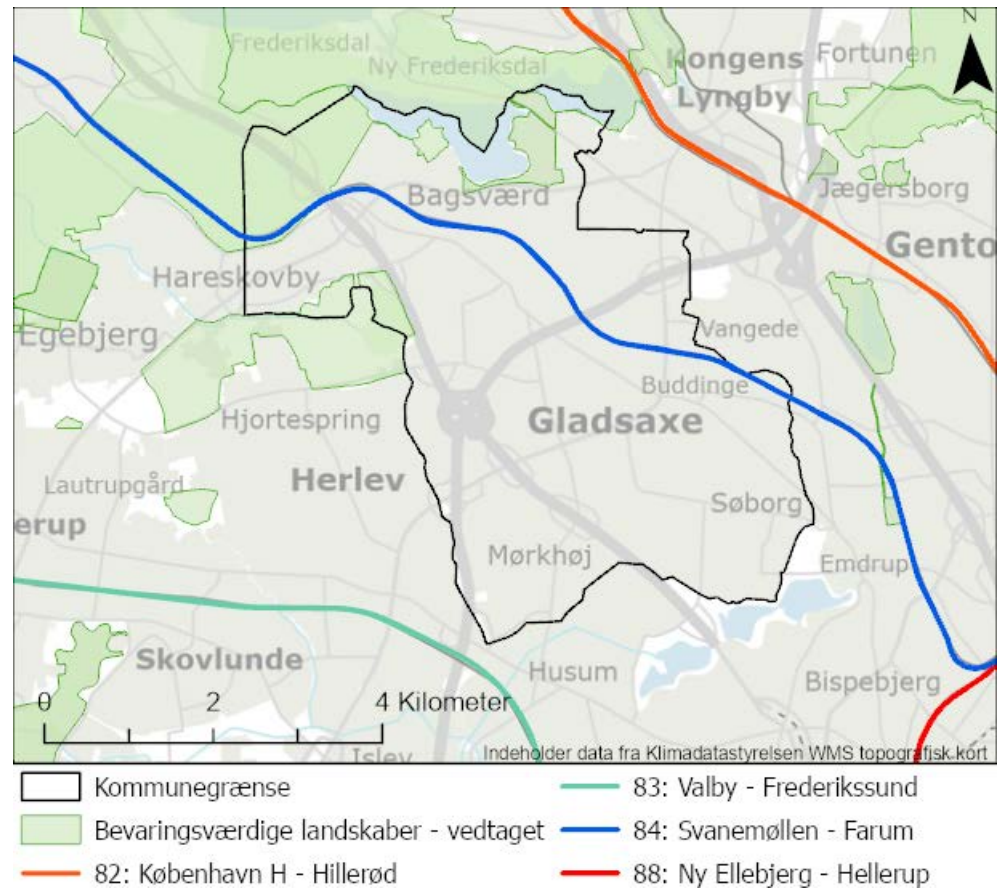 N
Frederiksdal
Ny Frederiksdal
Kongens
Lyngby
Fortunen
Bagsværd
Jægersborg
Hareskovby
Gento
Egebjerg
Vangede
Buddinge
Hjortespring
Gladsaxe
Herlev
Lautrupgård
Søborg
erup
Mørkhøj
Emdrup
Skovlunde
Husum
Bispebjerg
0 2 4 Kilometer
Islev
Indeholder data fra Klimadatastyrelsen WMS topografisk kort
Kommunegrænse
Bevaringsværdige landskaber - vedtaget
82: København H - Hillerød
83: Valby - Frederikssund
84: Svanemøllen - Farum
88: Ny Ellebjerg - Hellerup